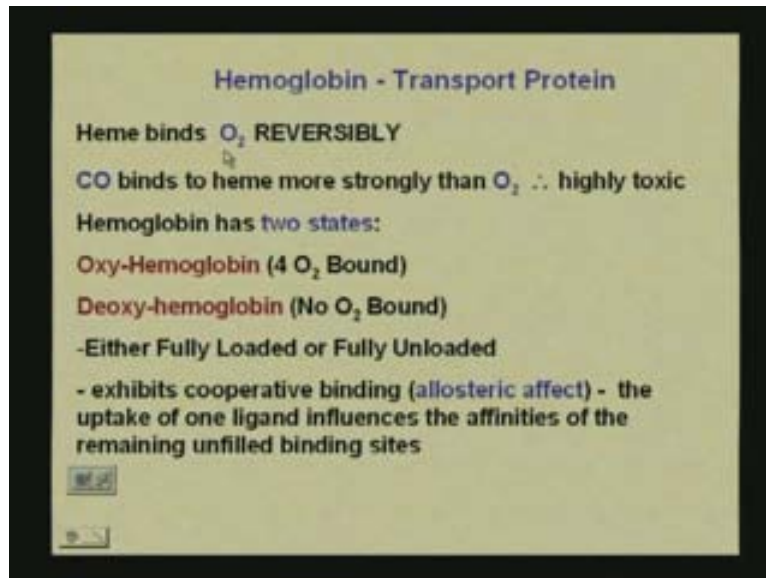 Hemoglobin - Transport Protein
Heme binds O₂ REVERSIBLY
CO binds to heme more strongly than O₂ ∴ highly toxic
Hemoglobin has two states:
Oxy-Hemoglobin (4 O₂ Bound)
Deoxy-hemoglobin (No O₂ Bound)
-Either Fully Loaded or Fully Unloaded
- exhibits cooperative binding (allosteric affect) - the
uptake of one ligand influences the affinities of the
remaining unfilled binding sites